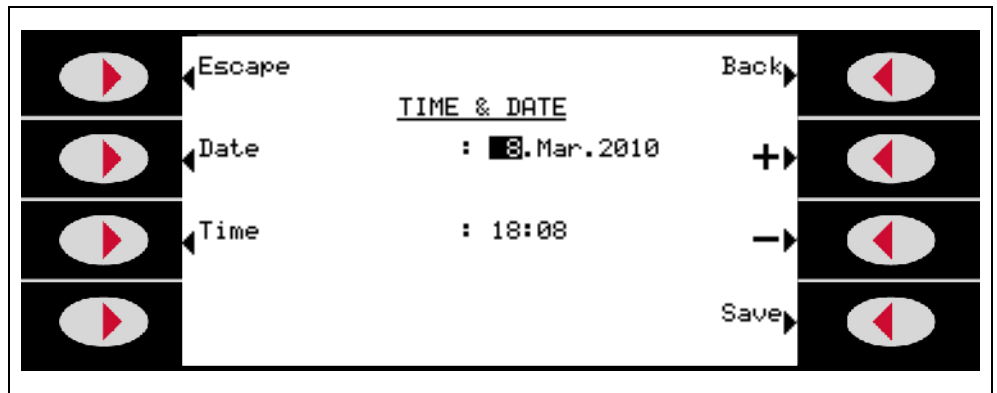 Escape Back
TIME & DATE
Date : 8.Mar.2010 +
Time : 18:08 −
Save